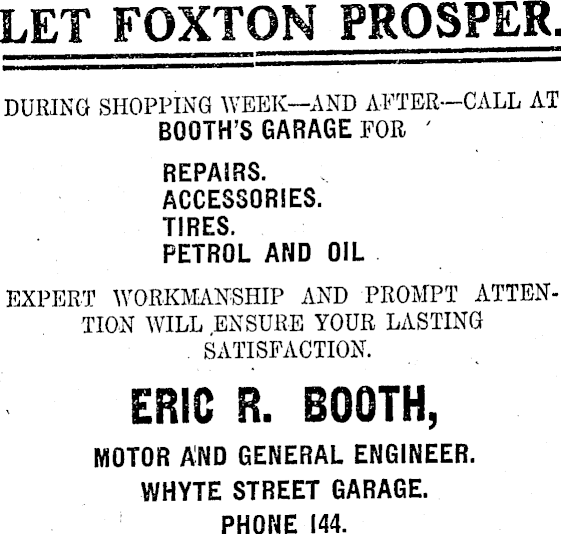 LET FOXTON PROSPER.
DURING SHOPPING WEEK—AND AFTER—CALL AT
BOOTH'S GARAGE FOR
REPAIRS.
ACCESSORIES.
TIRES.
PETROL AND OIL
EXPERT WORKMANSHIP AND PROMPT ATTEN-
TION WILL ENSURE YOUR LASTING
SATISFACTION.
ERIC R. BOOTH,
MOTOR AND GENERAL ENGINEER.
WHYTE STREET GARAGE.
PHONE 144.